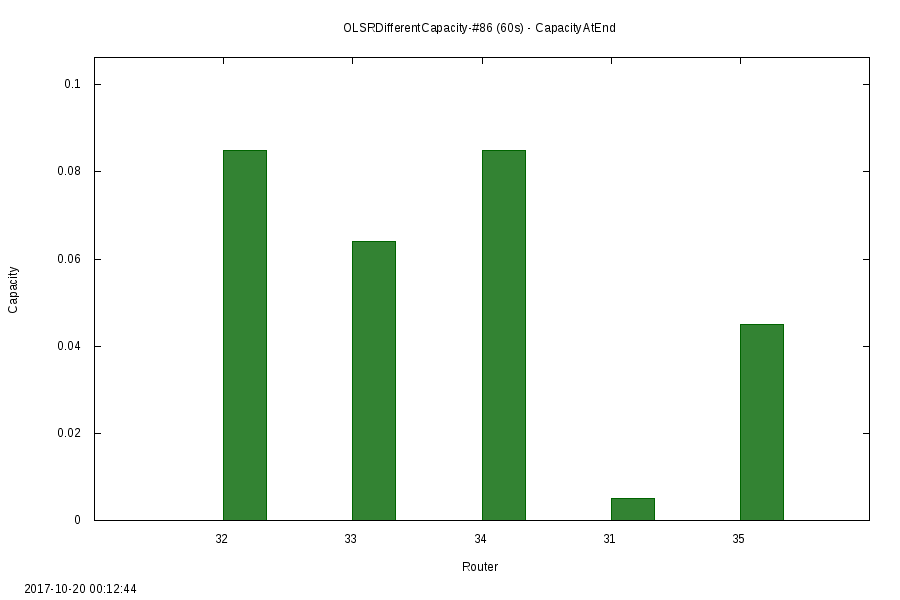 OLSRDifferentCapacity-#86 (60s) - CapacityAtEnd
0.1
0.08
0.06
0.04
0.02
0
Capacity
32 33 34 31 35
Router
2017-10-20 00:12:44